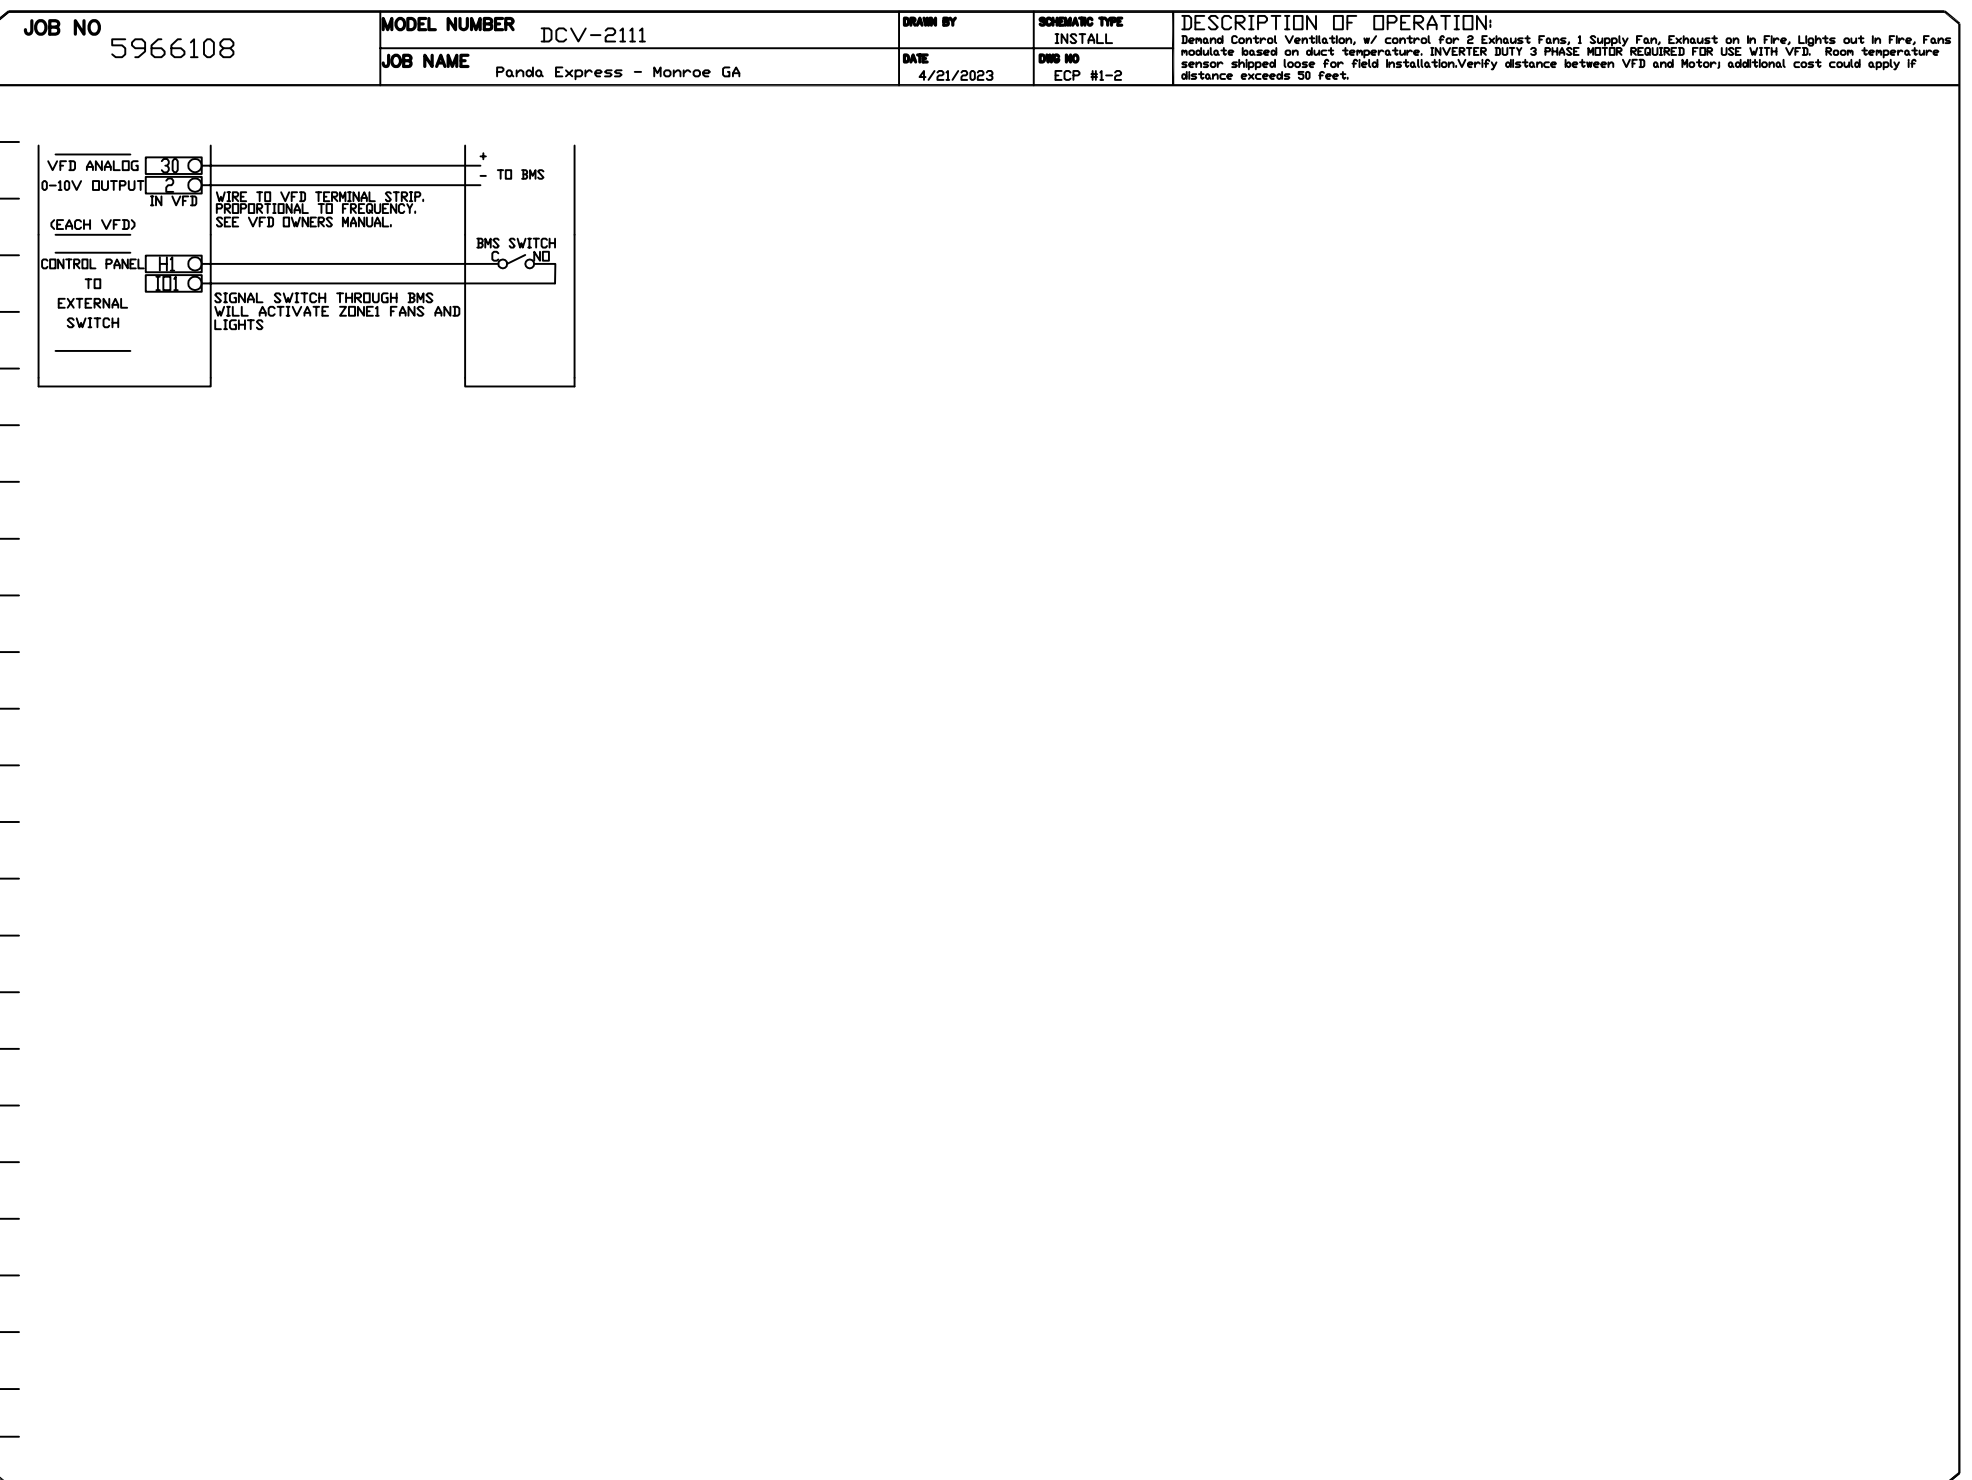 JOB NO
5966108
MODEL NUMBER
DCV-2111
JOB NAME
Panda Express - Monroe GA
DRAWN BY
DATE
4/21/2023
SCHEMATIC TYPE
INSTALL
DWG NO
ECP #1-2
DESCRIPTION OF OPERATION:
Demand Control Ventilation, w/ control for 2 Exhaust Fans, 1 Supply Fan, Exhaust on in Fire, Lights out in Fire, Fans
modulate based on duct temperature. INVERTER DUTY 3 PHASE MOTOR REQUIRED FOR USE WITH VFD. Room temperature
sensor shipped loose for field installation.Verify distance between VFD and Motor; additional cost could apply if
distance exceeds 50 feet.
VFD ANALOG 30
0-10V OUTPUT 2
IN VFD
(EACH VFD)
WIRE TO VFD TERMINAL STRIP.
PROPORTIONAL TO FREQUENCY.
SEE VFD OWNERS MANUAL.
+
- TO BMS
BMS SWITCH
C NO
CONTROL PANEL H1
TO IO1
EXTERNAL
SWITCH
SIGNAL SWITCH THROUGH BMS
WILL ACTIVATE ZONE1 FANS AND
LIGHTS